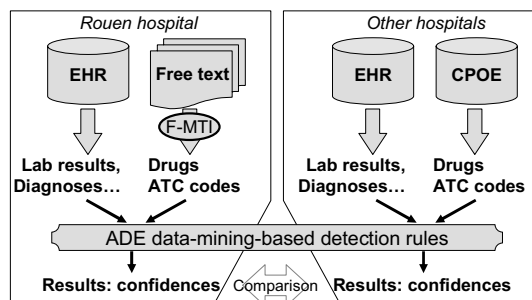 Rouen hospital
Other hospitals
EHR
Free text
EHR
CPOE
F-MTI
Lab results,
Diagnoses…
Drugs
ATC codes
Lab results,
Diagnoses…
Drugs
ATC codes
ADE data-mining-based detection rules
Results: confidences
Comparison
Results: confidences